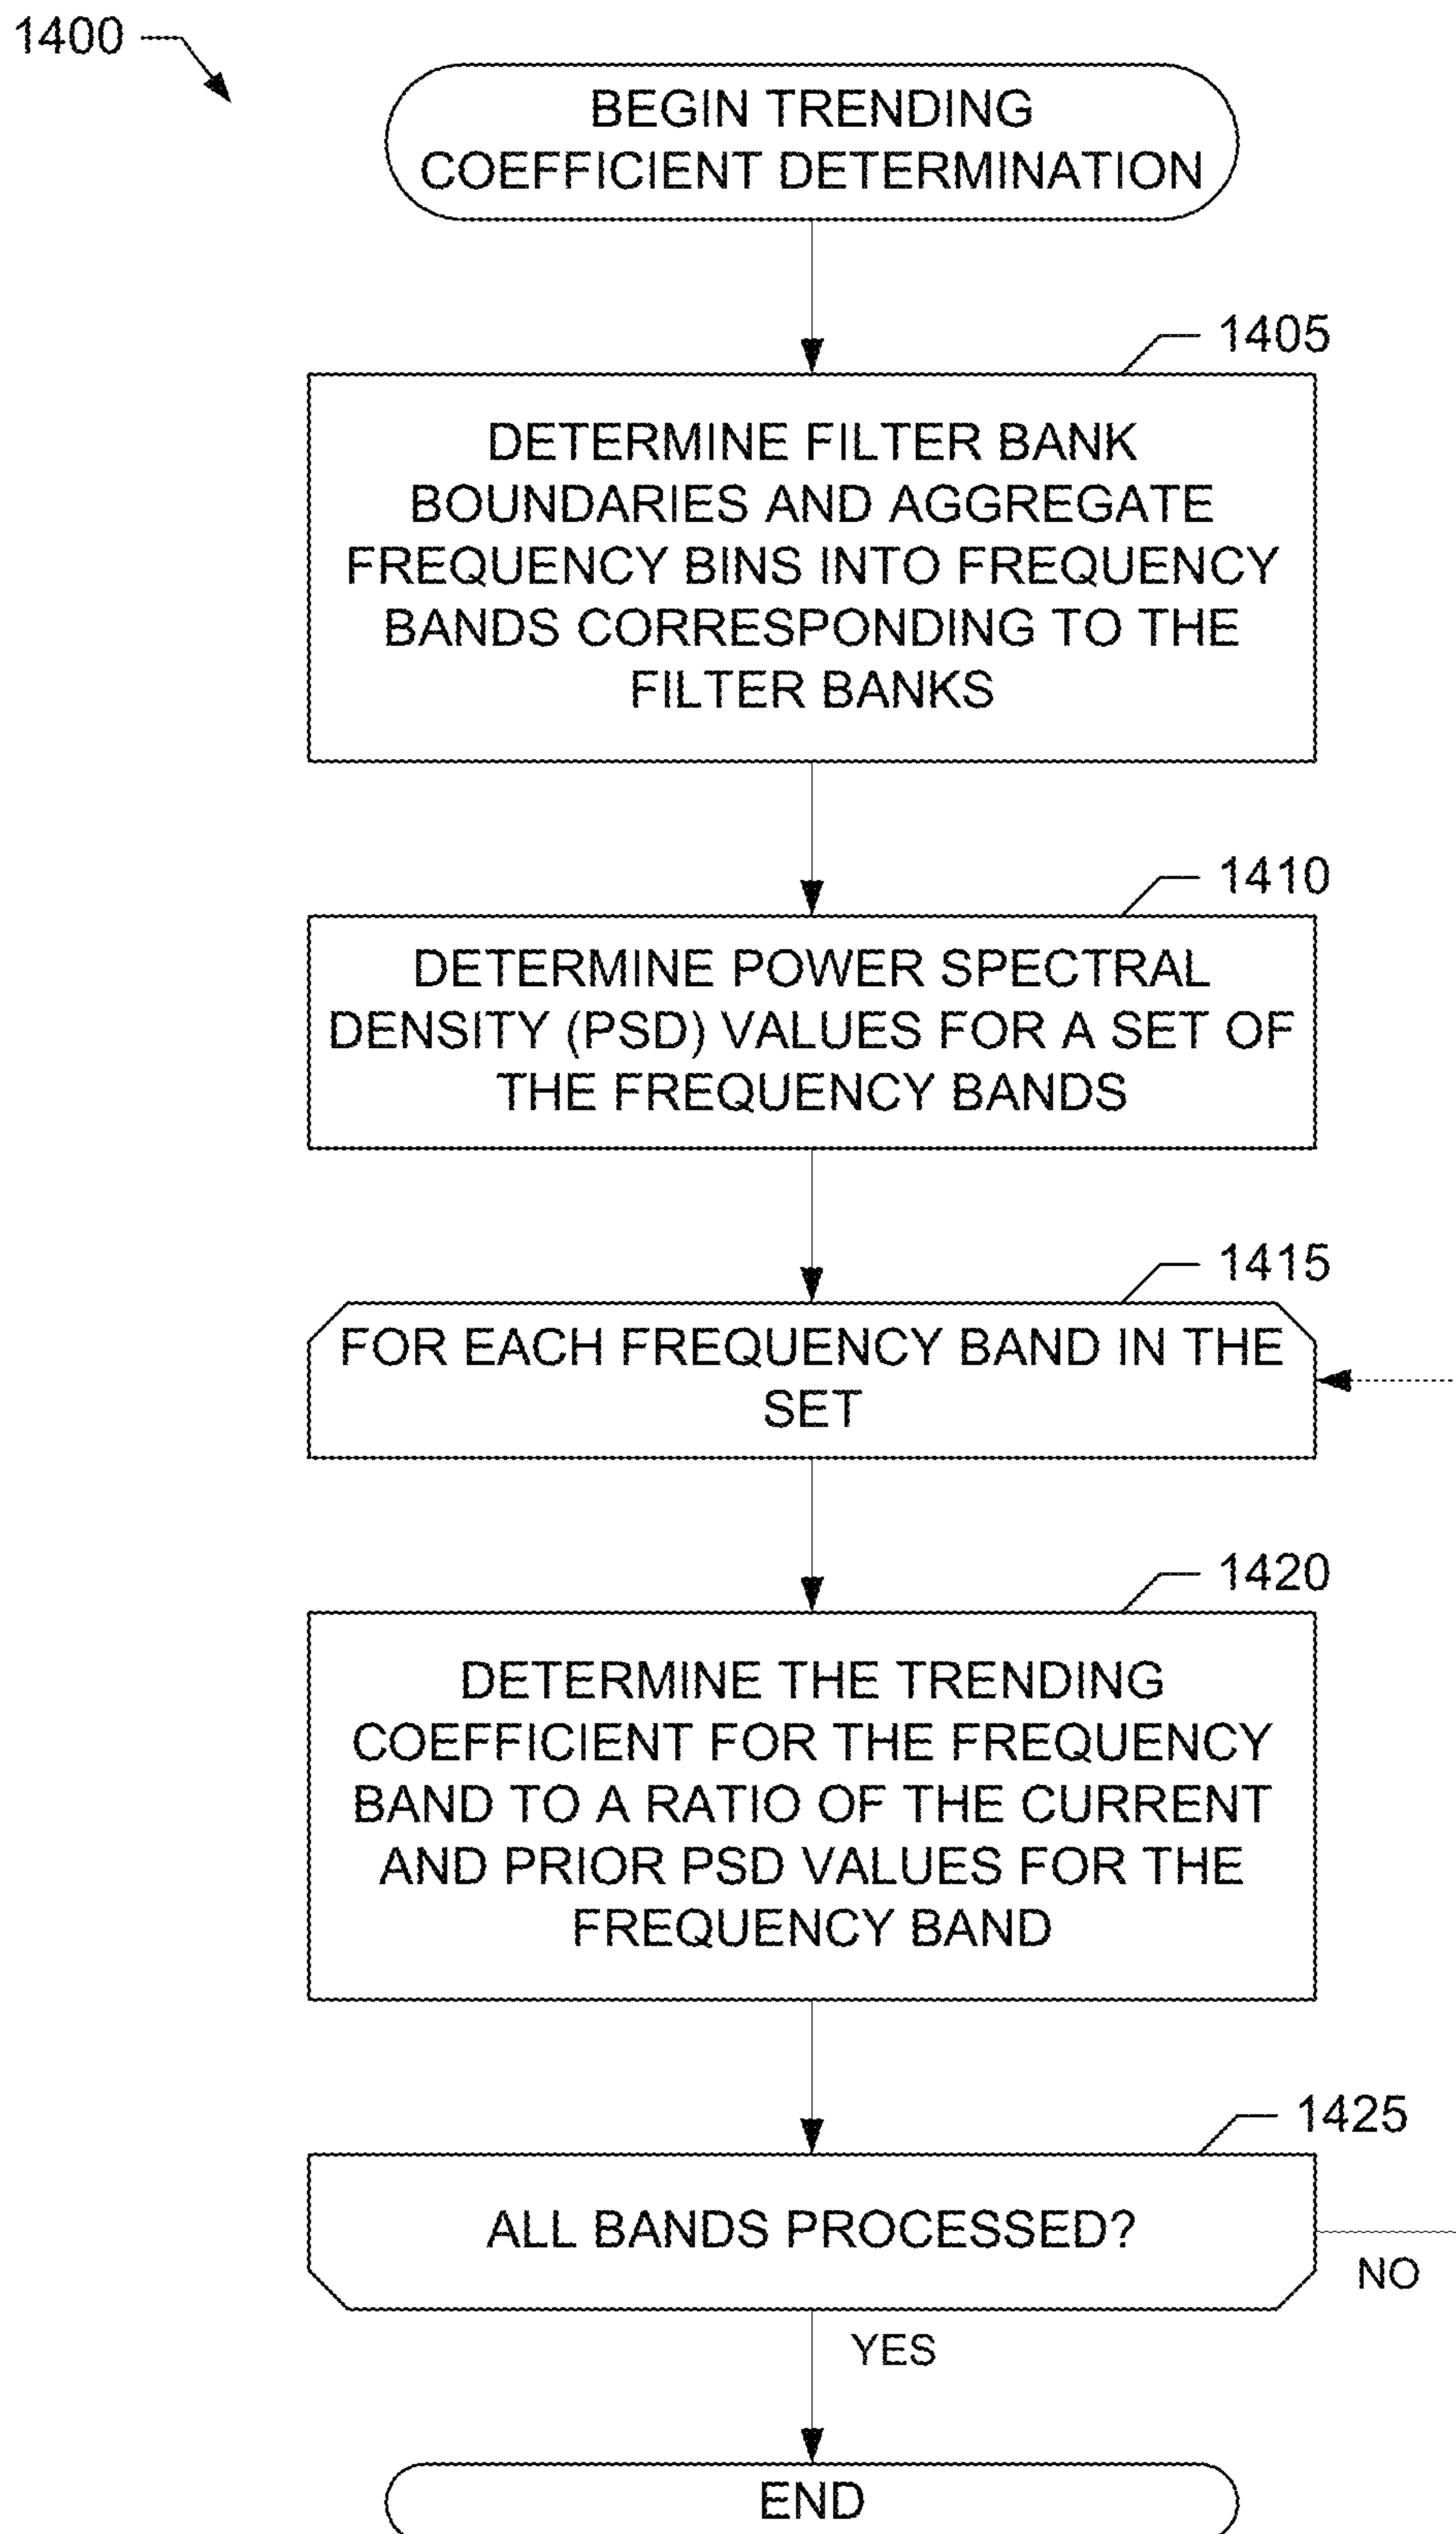 1400
BEGIN TRENDING
COEFFICIENT DETERMINATION
1405
DETERMINE FILTER BANK
BOUNDARIES AND AGGREGATE
FREQUENCY BINS INTO FREQUENCY
BANDS CORRESPONDING TO THE
FILTER BANKS
1410
DETERMINE POWER SPECTRAL
DENSITY (PSD) VALUES FOR A SET OF
THE FREQUENCY BANDS
1415
FOR EACH FREQUENCY BAND IN THE
SET
1420
DETERMINE THE TRENDING
COEFFICIENT FOR THE FREQUENCY
BAND TO A RATIO OF THE CURRENT
AND PRIOR PSD VALUES FOR THE
FREQUENCY BAND
1425
ALL BANDS PROCESSED?
NO
YES
END